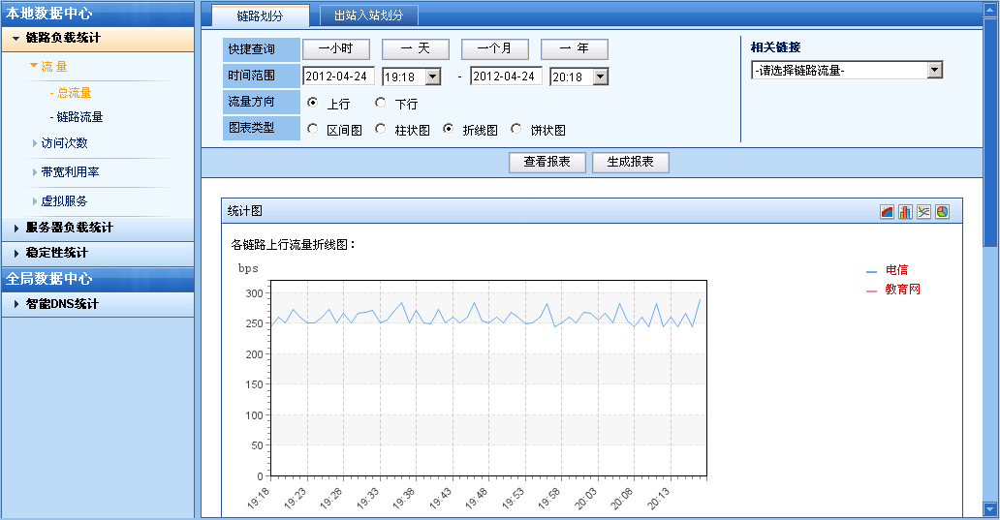 本地数据中心
链路负载统计
流 量
- 总流量
- 链路流量
访问次数
带宽利用率
虚拟服务
服务器负载统计
稳定性统计
全局数据中心
智能DNS统计
链路划分 出站入站划分
快捷查询 一小时 一 天 一个月 一 年
时间范围 2012-04-24 19:18 - 2012-04-24 20:18
流量方向 上行 下行
图表类型 区间图 柱状图 折线图 饼状图
相关链接
-请选择链路流量-
查看报表 生成报表
统计图
各链路上行流量折线图：
bps
300
250
200
150
100
50
0
19:18 19:23 19:28 19:33 19:38 19:43 19:48 19:53 19:58 20:03 20:08 20:13
电信
教育网